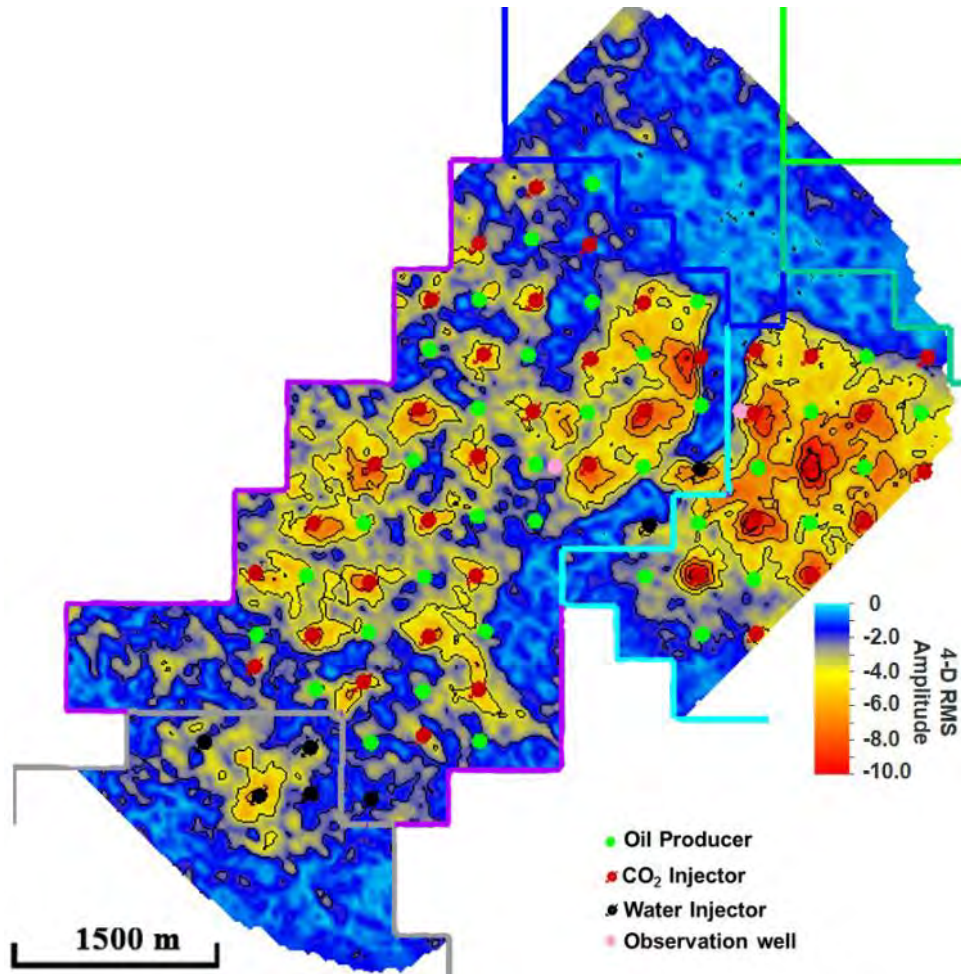 0
-2.0
-4.0
-6.0
-8.0
-10.0
4-D RMS
Amplitude
Oil Producer
CO₂ Injector
Water Injector
Observation well
1500 m